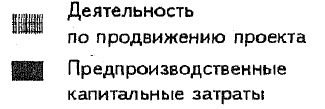 Деятельность
по продвижению проекта
Предпроизводственные
капитальные затраты